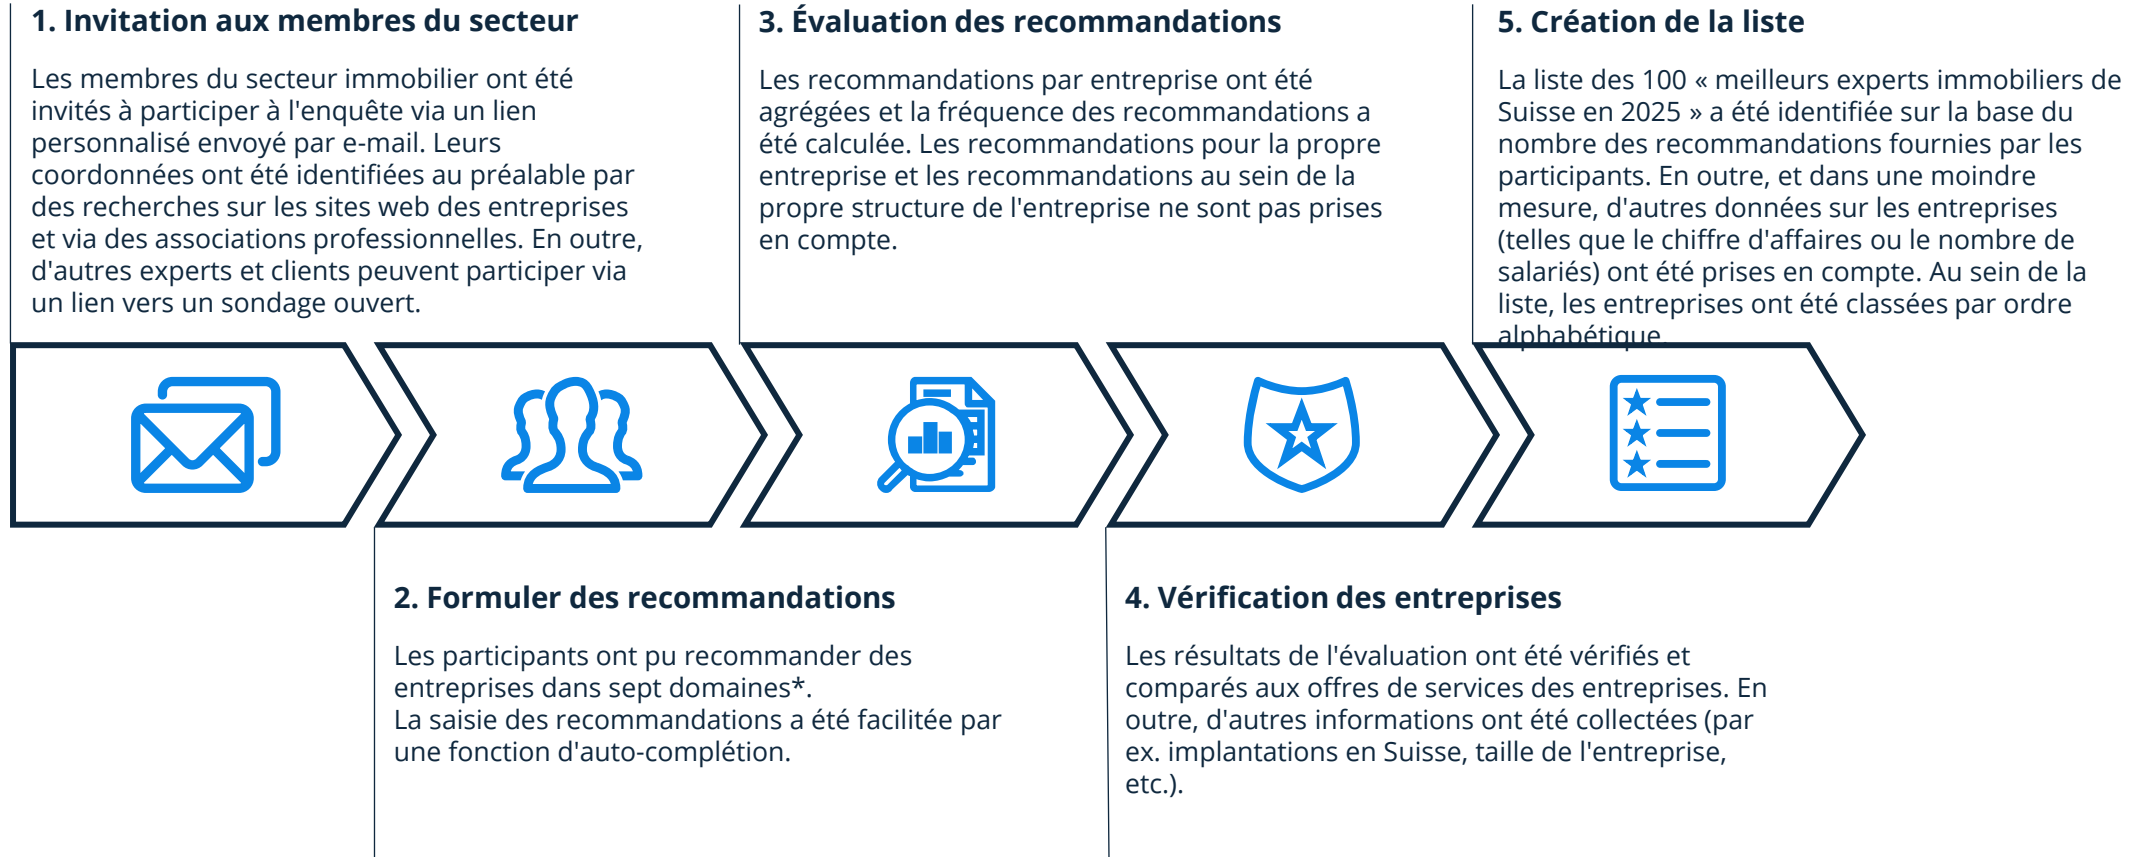 1. Invitation aux membres du secteur
Les membres du secteur immobilier ont été
invités à participer à l'enquête via un lien
personnalisé envoyé par e-mail. Leurs
coordonnées ont été identifiées au préalable par
des recherches sur les sites web des entreprises
et via des associations professionnelles. En outre,
d'autres experts et clients peuvent participer via
un lien vers un sondage ouvert.
2. Formuler des recommandations
Les participants ont pu recommander des
entreprises dans sept domaines*.
La saisie des recommandations a été facilitée par
une fonction d'auto-complétion.
3. Évaluation des recommandations
Les recommandations par entreprise ont été
agrégées et la fréquence des recommandations a
été calculée. Les recommandations pour la propre
entreprise et les recommandations au sein de la
propre structure de l'entreprise ne sont pas prises
en compte.
4. Vérification des entreprises
Les résultats de l'évaluation ont été vérifiés et
comparés aux offres de services des entreprises. En
outre, d'autres informations ont été collectées (par
ex. implantations en Suisse, taille de l'entreprise,
etc.).
5. Création de la liste
La liste des 100 « meilleurs experts immobiliers de
Suisse en 2025 » a été identifiée sur la base du
nombre des recommandations fournies par les
participants. En outre, et dans une moindre
mesure, d'autres données sur les entreprises
(telles que le chiffre d'affaires ou le nombre de
salariés) ont été prises en compte. Au sein de la
liste, les entreprises ont été classées par ordre
alphabétique.